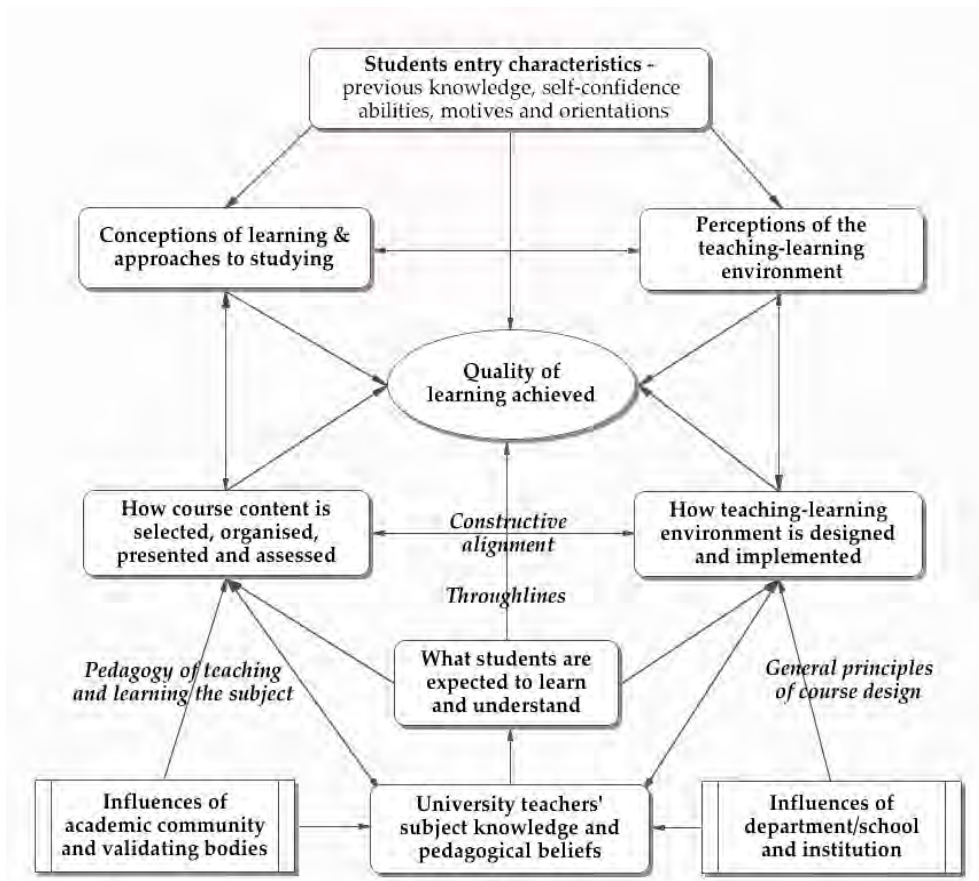 Students entry characteristics -
previous knowledge, self-confidence
abilities, motives and orientations
Conceptions of learning &
approaches to studying
Perceptions of the
teaching-learning
environment
Quality of
learning achieved
How course content is
selected, organised,
presented and assessed
Constructive
alignment
How teaching-learning
environment is designed
and implemented
Throughlines
Pedagogy of teaching
and learning the subject
What students are
expected to learn
and understand
General principles
of course design
Influences of
academic community
and validating bodies
University teachers'
subject knowledge and
pedagogical beliefs
Influences of
department/school
and institution